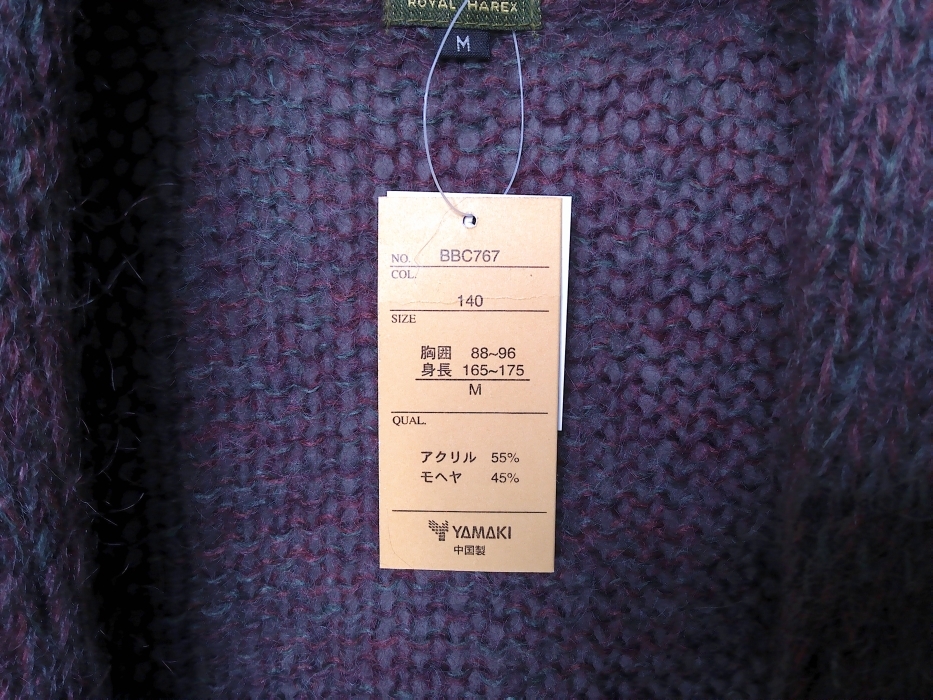 ROYAL HAREX
M
NO. BBC767
COL.
140
SIZE
胸囲 88~96
身長 165~175
M
QUAL.
アクリル 55%
モヘヤ 45%
YAMAKI
中国製